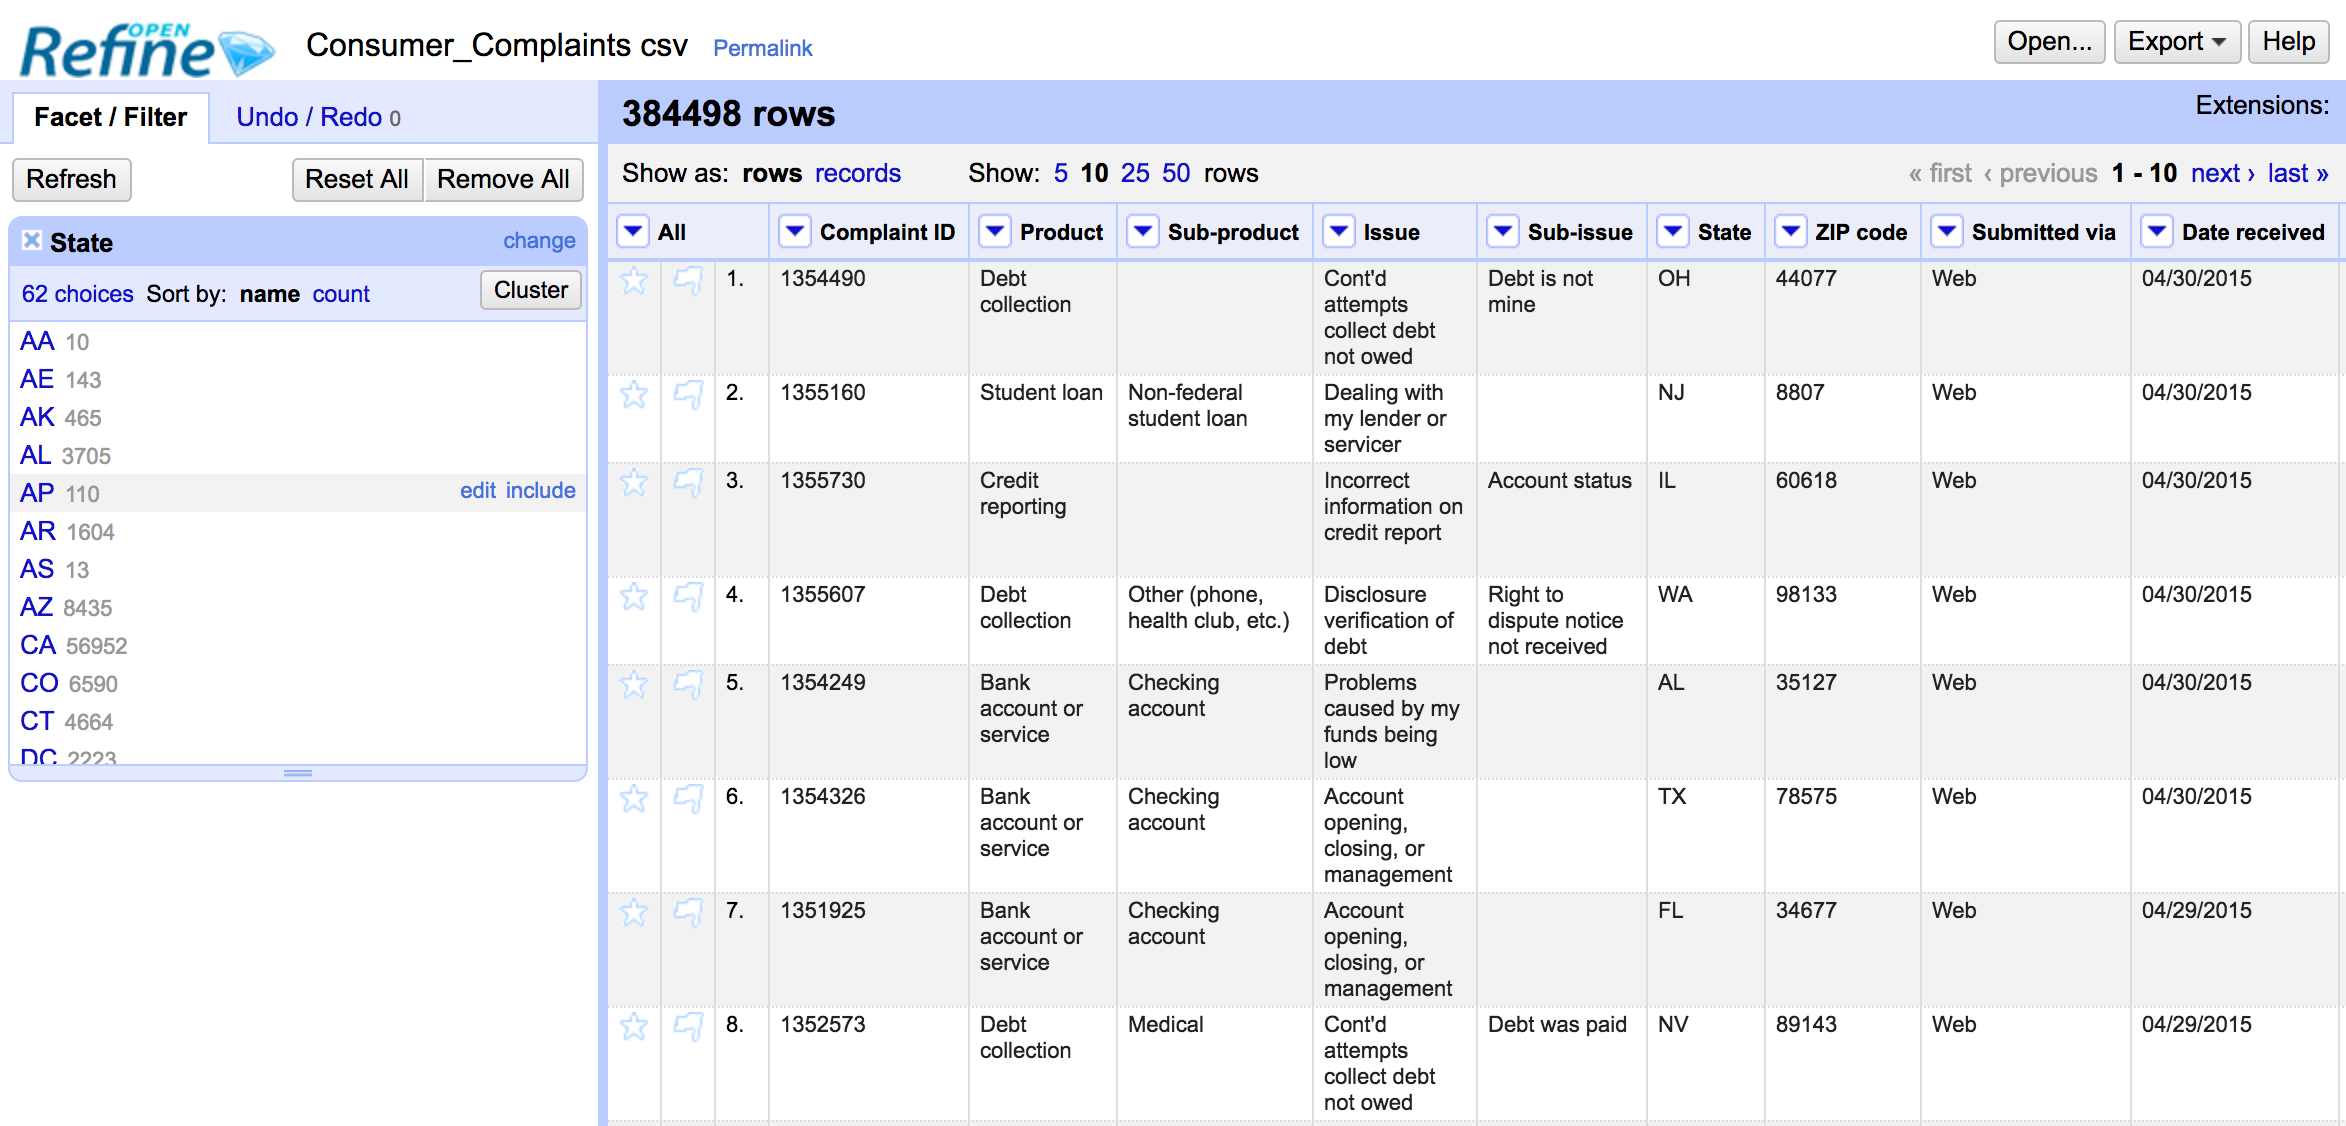 OPEN
Refine
Consumer_Complaints csv Permalink
Open... Export Help
Facet / Filter Undo / Redo 0
Refresh Reset All Remove All
State change
62 choices Sort by: name count Cluster
AA 10
AE 143
AK 465
AL 3705
AP 110 edit include
AR 1604
AS 13
AZ 8435
CA 56952
CO 6590
CT 4664
DC 2223
384498 rows Extensions:
Show as: rows records Show: 5 10 25 50 rows « first ‹ previous 1 - 10 next › last »
All Complaint ID Product Sub-product Issue Sub-issue State ZIP code Submitted via Date received
1. 1354490 Debt Cont'd Debt is not OH 44077 Web 04/30/2015
collection attempts mine
collect debt
not owed
2. 1355160 Student loan Non-federal Dealing with NJ 8807 Web 04/30/2015
student loan my lender or
servicer
3. 1355730 Credit Incorrect Account status IL 60618 Web 04/30/2015
reporting information on
credit report
4. 1355607 Debt Other (phone, Disclosure Right to WA 98133 Web 04/30/2015
collection health club, etc.) verification of dispute notice
debt not received
5. 1354249 Bank Checking Problems AL 35127 Web 04/30/2015
account or account caused by my
service funds being
low
6. 1354326 Bank Checking Account TX 78575 Web 04/30/2015
account or account opening,
service closing, or
management
7. 1351925 Bank Checking Account FL 34677 Web 04/29/2015
account or account opening,
service closing, or
management
8. 1352573 Debt Medical Cont'd Debt was paid NV 89143 Web 04/29/2015
collection attempts
collect debt
not owed